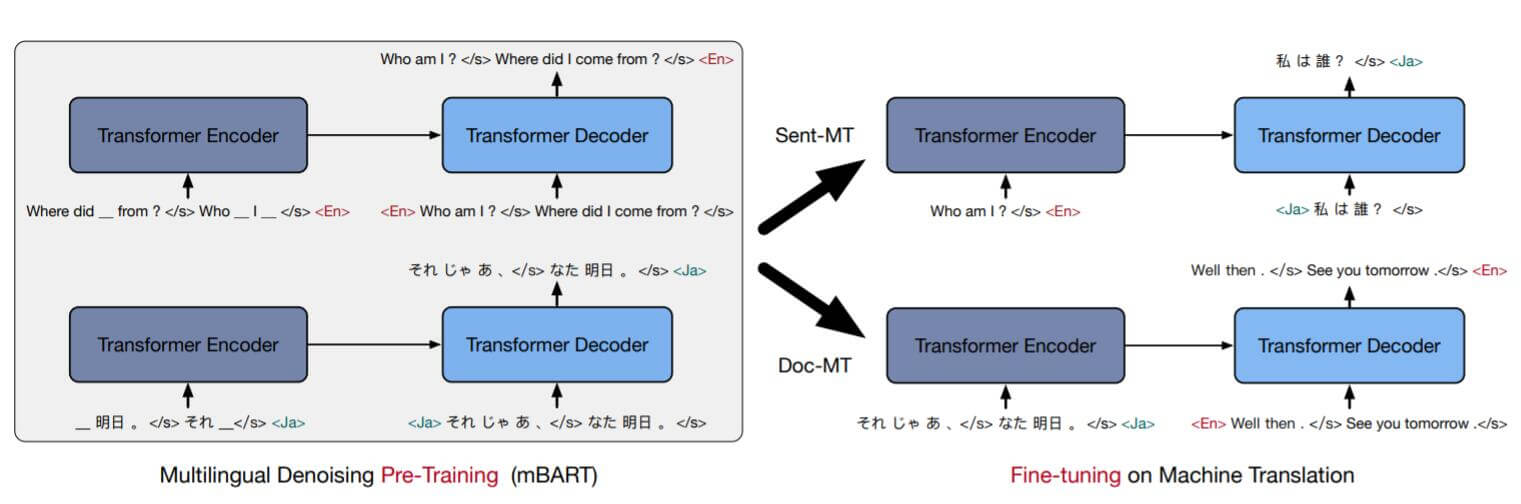 Who am I ? </s> Where did I come from ? </s> <En>
Transformer Encoder
Transformer Decoder
Where did __ from ? </s> Who __ I __ </s> <En>
<En> Who am I ? </s> Where did I come from ? </s>
それ じゃ あ 、</s> なた 明日 。 </s> <Ja>
Transformer Encoder
Transformer Decoder
__ 明日 。 </s> それ __</s> <Ja>
<Ja> それ じゃ あ 、</s> なた 明日 。 </s>
Multilingual Denoising Pre-Training (mBART)
Sent-MT
Doc-MT
私 は 誰 ? </s> <Ja>
Transformer Encoder
Transformer Decoder
Who am I ? </s> <En>
<Ja> 私 は 誰 ? </s>
Well then . </s> See you tomorrow .</s> <En>
Transformer Encoder
Transformer Decoder
それ じゃ あ 、</s> なた 明日 。 </s> <Ja>
<En> Well then . </s> See you tomorrow .</s>
Fine-tuning on Machine Translation